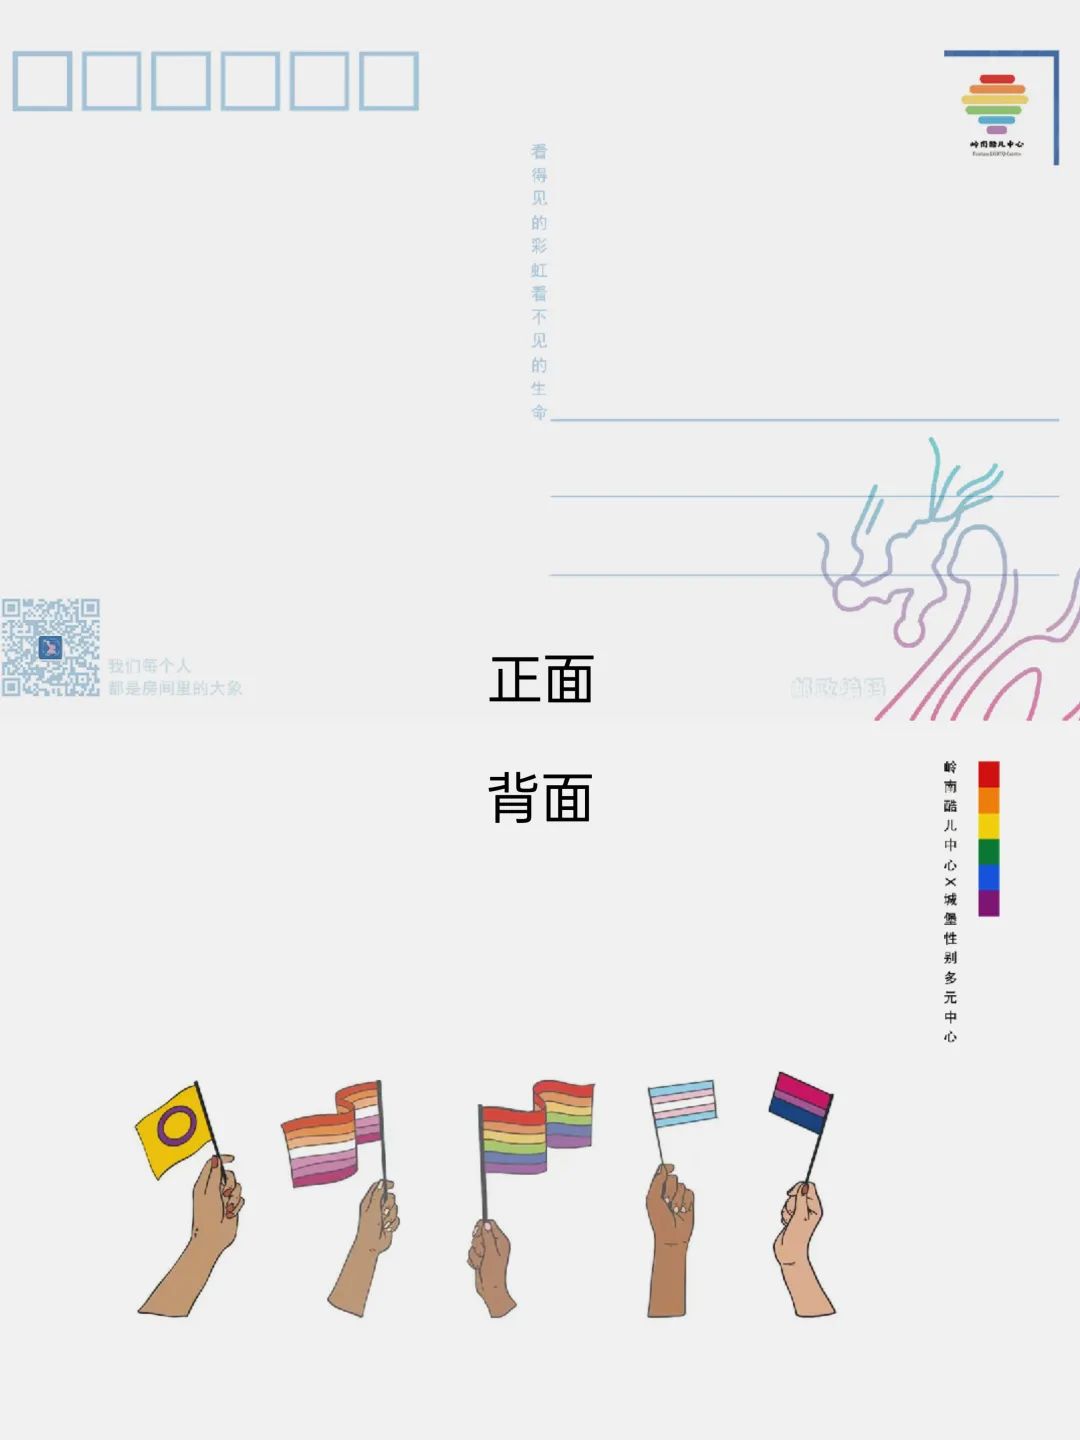 岭南酷儿中心
看得见的彩虹看不见的生命
我们每个人
都是房间里的大象
邮政编码
正面
背面
岭南酷儿中心X城堡性别多元中心